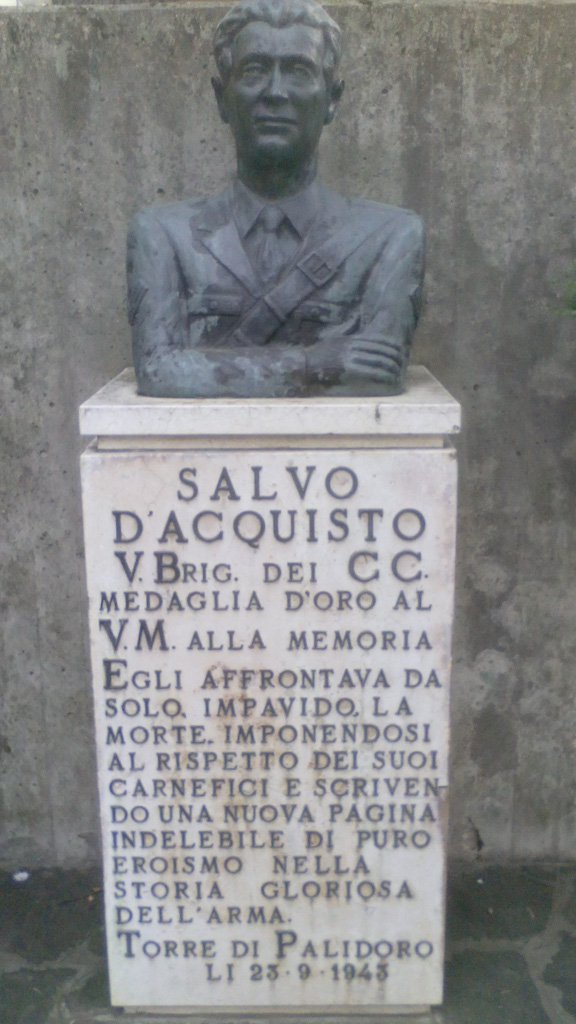 SALVO
D'ACQUISTO
V. BRIG. DEI CC.
MEDAGLIA D'ORO AL
V.M. ALLA MEMORIA
EGLI AFFRONTAVA DA
SOLO, IMPAVIDO, LA
MORTE. IMPONENDOSI
AL RISPETTO DEI SUOI
CARNEFICI E SCRIVEN-
DO UNA NUOVA PAGINA
INDELEBILE DI PURO
EROISMO NELLA
STORIA GLORIOSA
DELL'ARMA.
TORRE DI PALIDORO
LI 23·9·1943